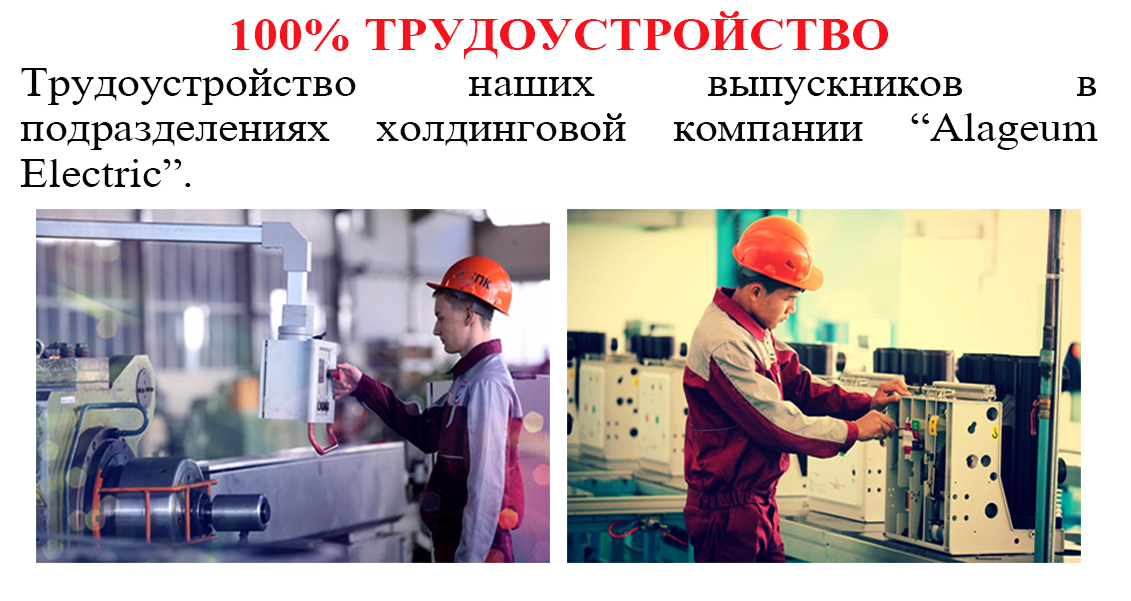 100% ТРУДОУСТРОЙСТВО
Трудоустройство наших выпускников в
подразделениях холдинговой компании “Alageum
Electric”.